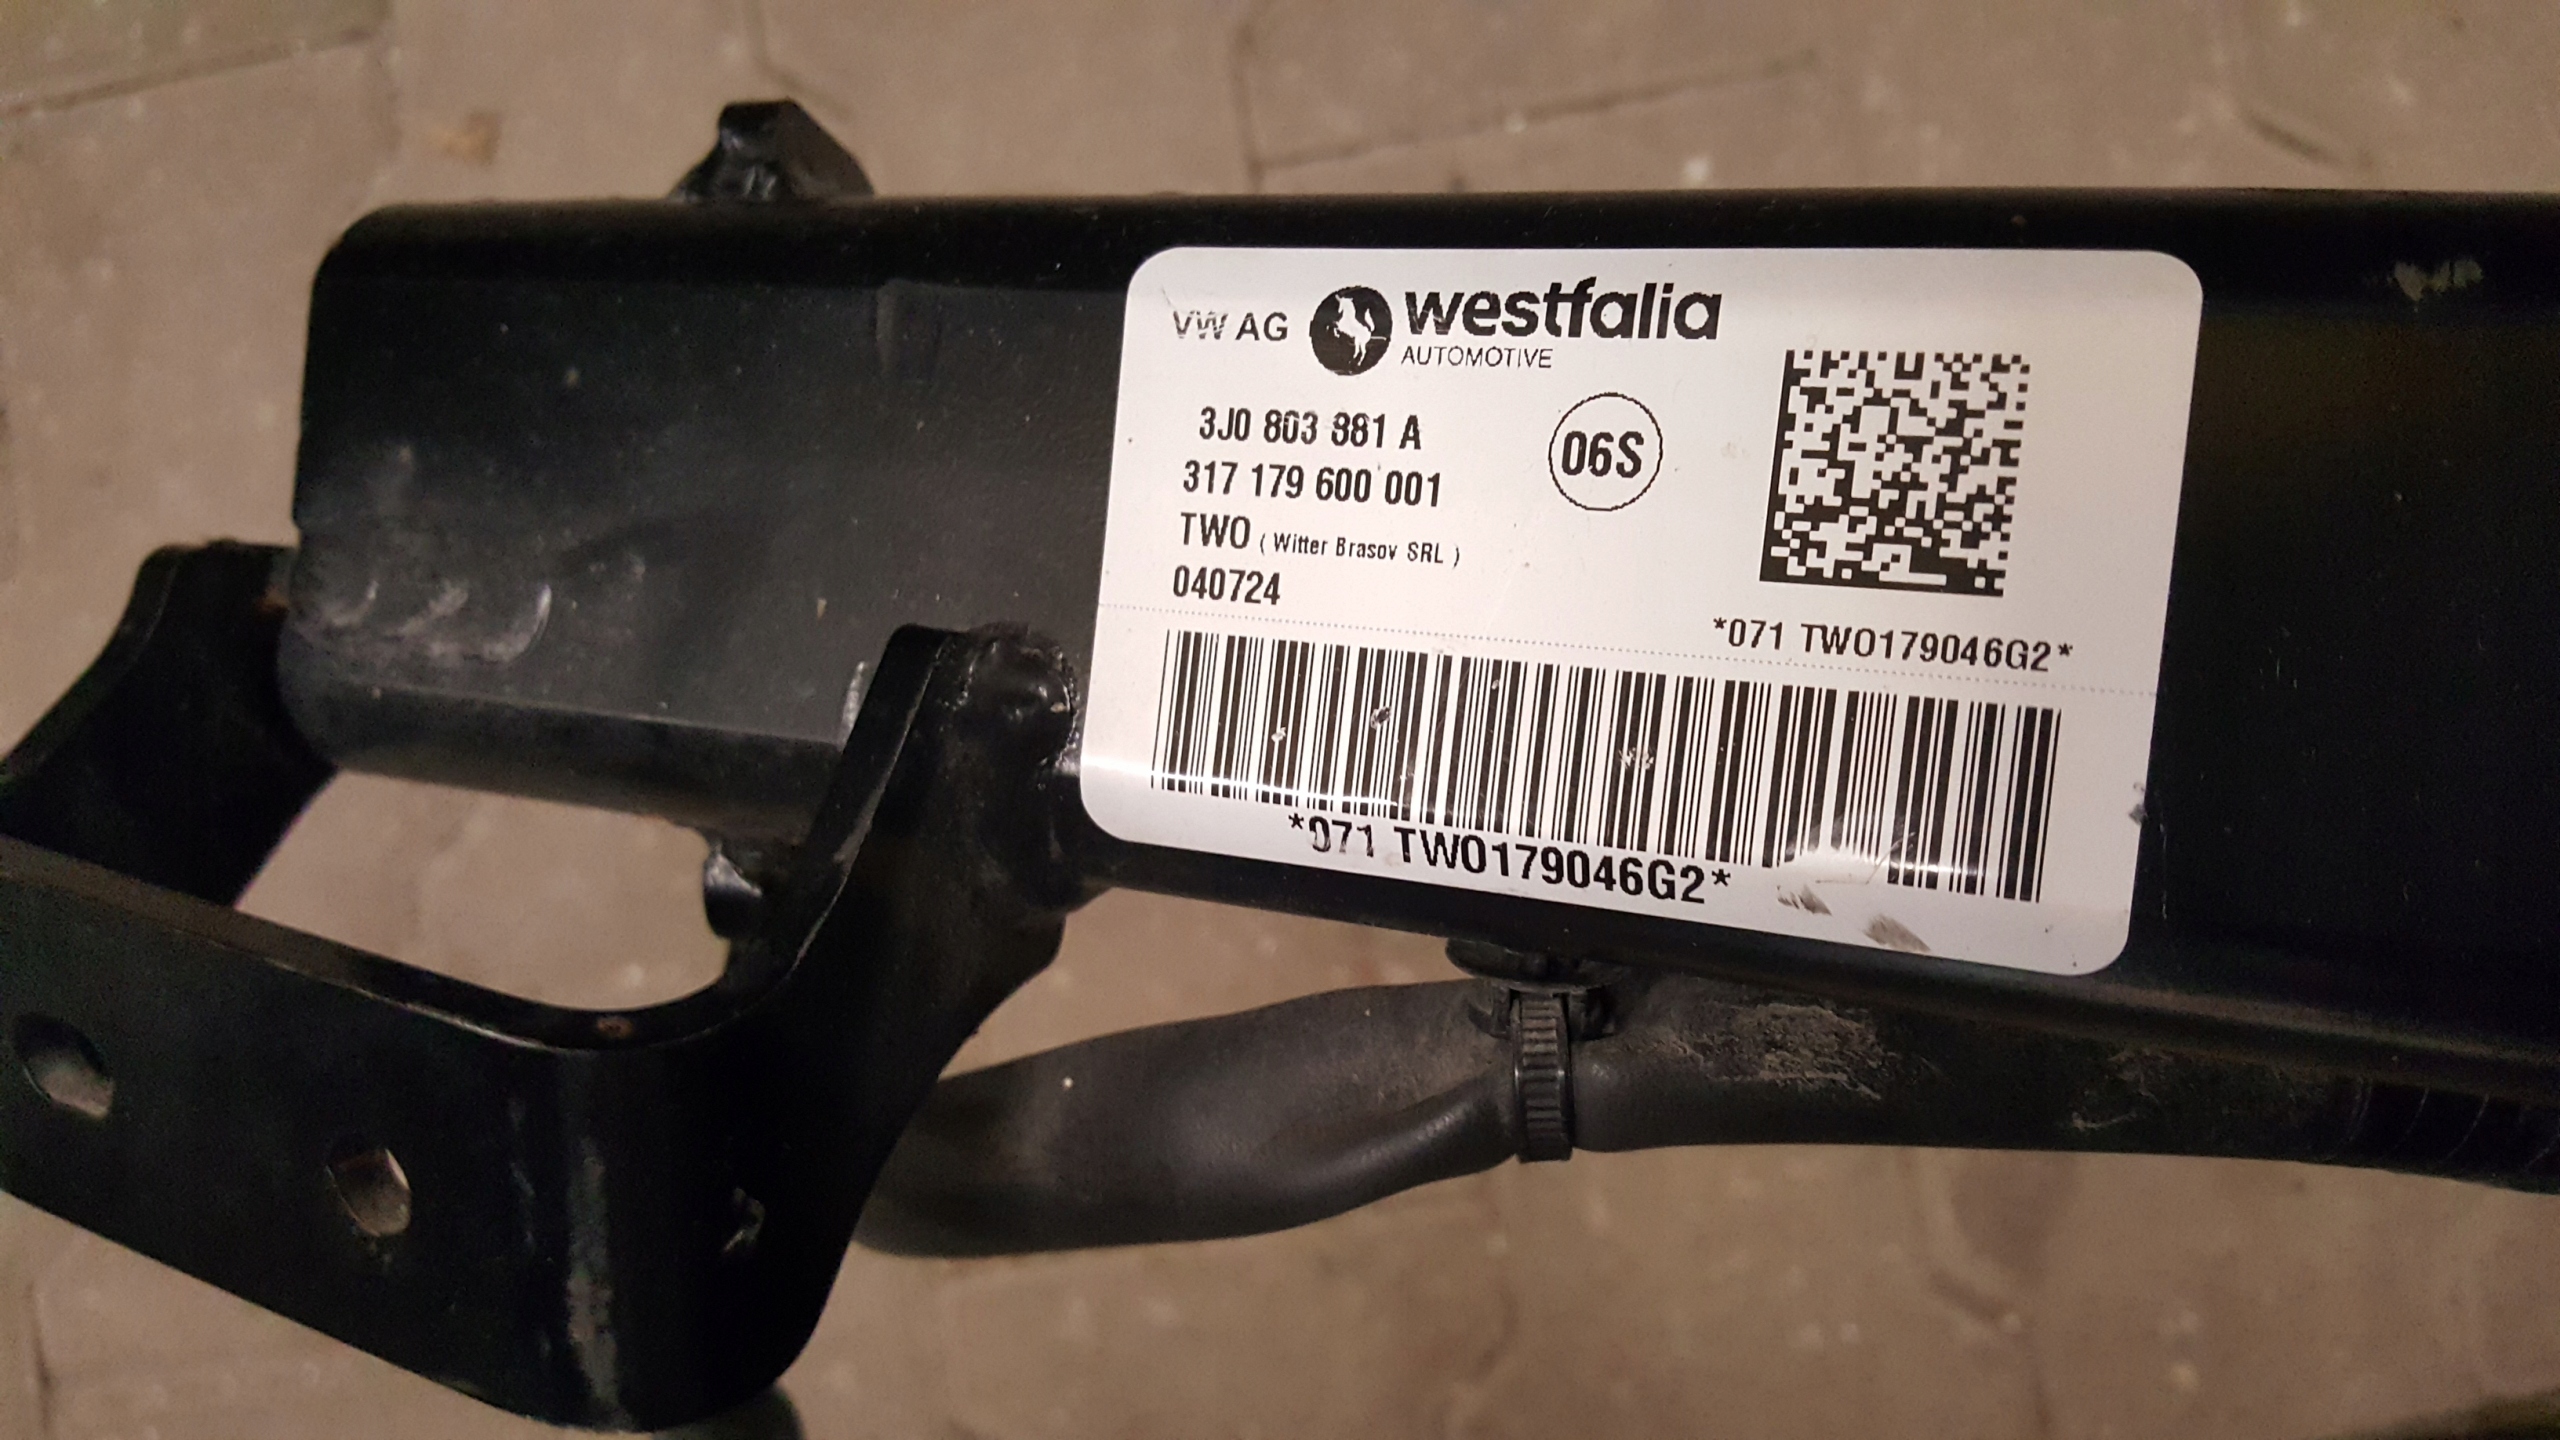 VW AG westfalia
AUTOMOTIVE
3J0 803 881 A
06S
317 179 600 001
TWO ( Witter Brasov SRL )
040724
*071 TWO179046G2*
*071 TWO179046G2*